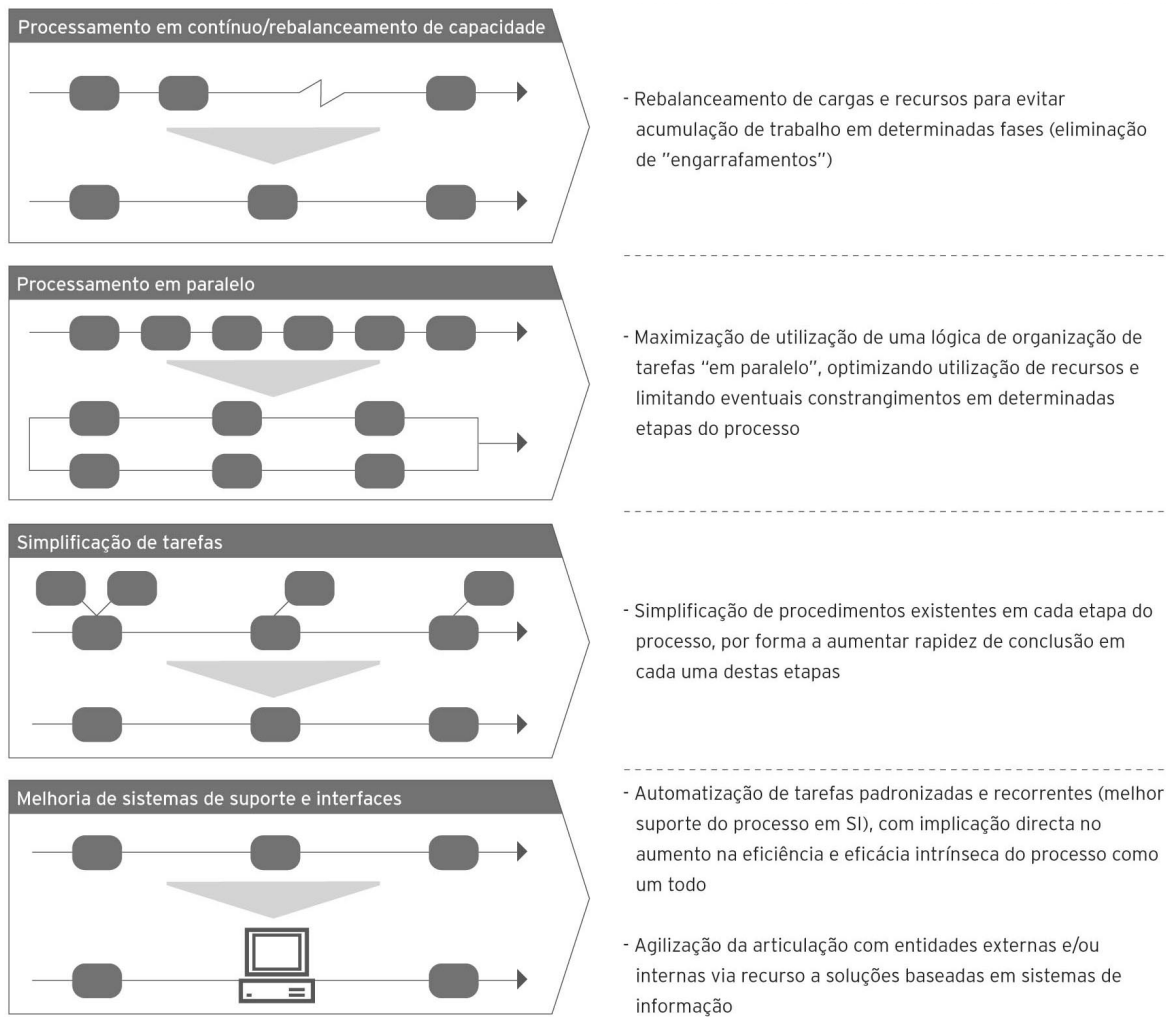 Processamento em contínuo/rebalanceamento de capacidade
- Rebalanceamento de cargas e recursos para evitar
acumulação de trabalho em determinadas fases (eliminação
de ”engarrafamentos”)
Processamento em paralelo
- Maximização de utilização de uma lógica de organização de
tarefas “em paralelo”, optimizando utilização de recursos e
limitando eventuais constrangimentos em determinadas
etapas do processo
Simplificação de tarefas
- Simplificação de procedimentos existentes em cada etapa do
processo, por forma a aumentar rapidez de conclusão em
cada uma destas etapas
Melhoria de sistemas de suporte e interfaces
- Automatização de tarefas padronizadas e recorrentes (melhor
suporte do processo em SI), com implicação directa no
aumento na eficiência e eficácia intrínseca do processo como
um todo
- Agilização da articulação com entidades externas e/ou
internas via recurso a soluções baseadas em sistemas de
informação